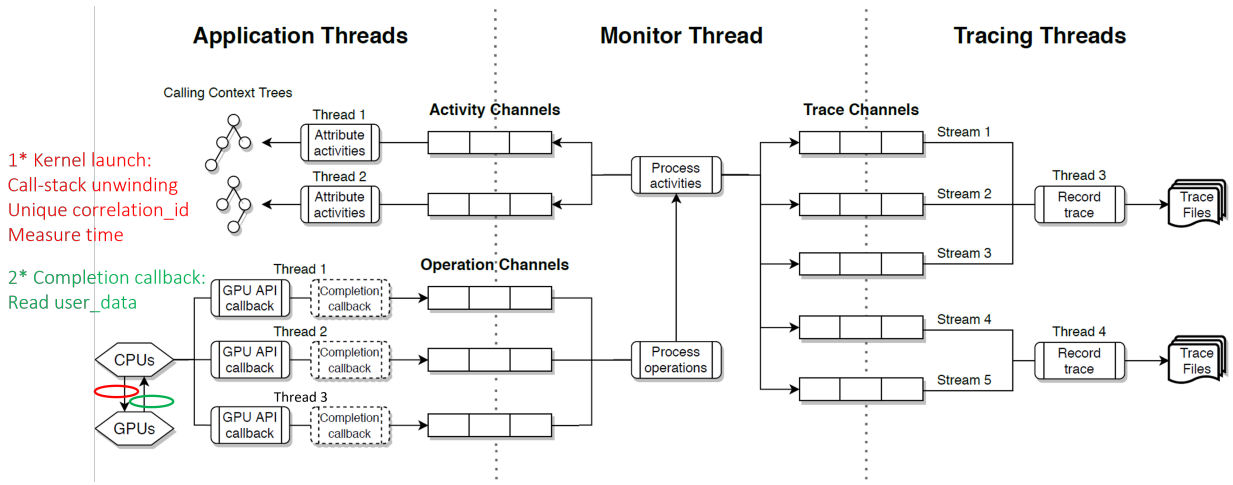 Application Threads
Monitor Thread
Tracing Threads
Calling Context Trees
Activity Channels
Trace Channels
Thread 1
Attribute
activities
Thread 2
Attribute
activities
1* Kernel launch:
Call-stack unwinding
Unique correlation_id
Measure time
2* Completion callback:
Read user_data
Process
activities
Stream 1
Stream 2
Stream 3
Stream 4
Stream 5
Thread 3
Record
trace
Trace
Files
Thread 4
Record
trace
Trace
Files
Operation Channels
Thread 1
GPU API
callback
Completion
callback
Thread 2
GPU API
callback
Completion
callback
Thread 3
GPU API
callback
Completion
callback
CPUs
GPUs
Process
operations